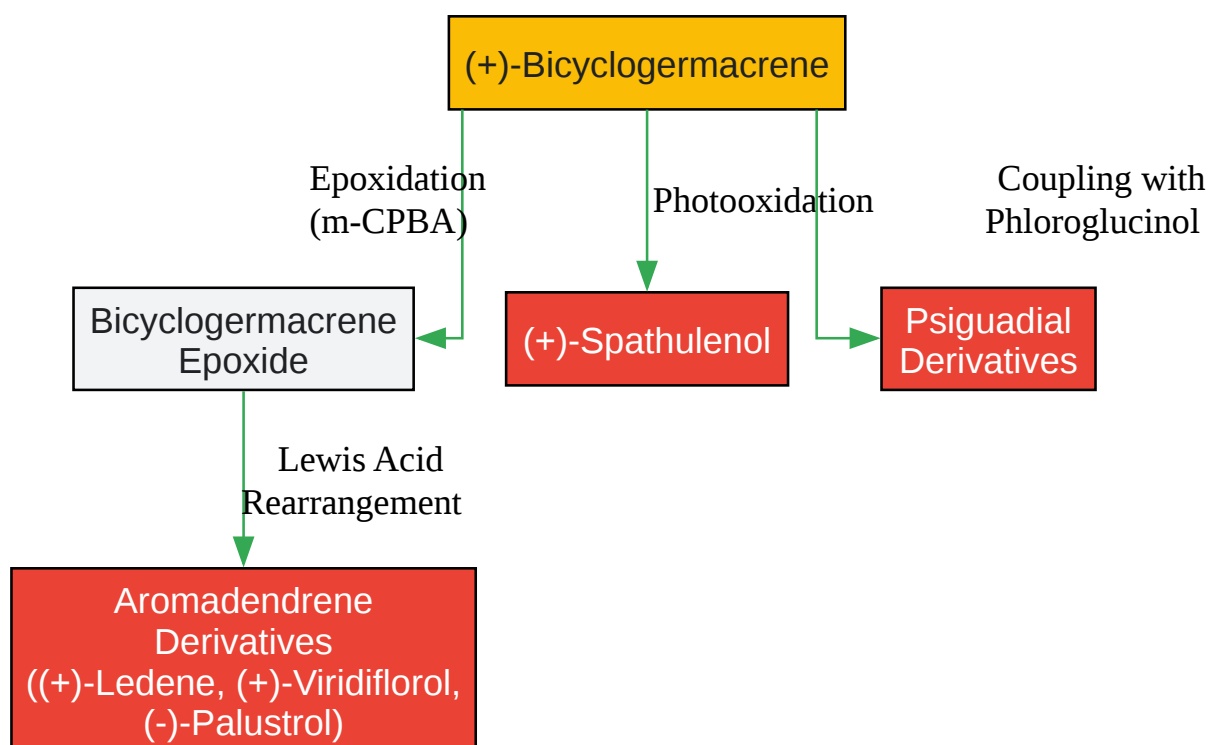 (+)-Bicyclogermacrene
Epoxidation
(m-CPBA)
Photooxidation
Coupling with
Phloroglucinol
Bicyclogermacrene
Epoxide
(+)-Spathulenol
Psiguadial
Derivatives
Lewis Acid
Rearrangement
Aromadendrene
Derivatives
((+)-Ledene, (+)-Viridiflorol,
(-)-Palustrol)